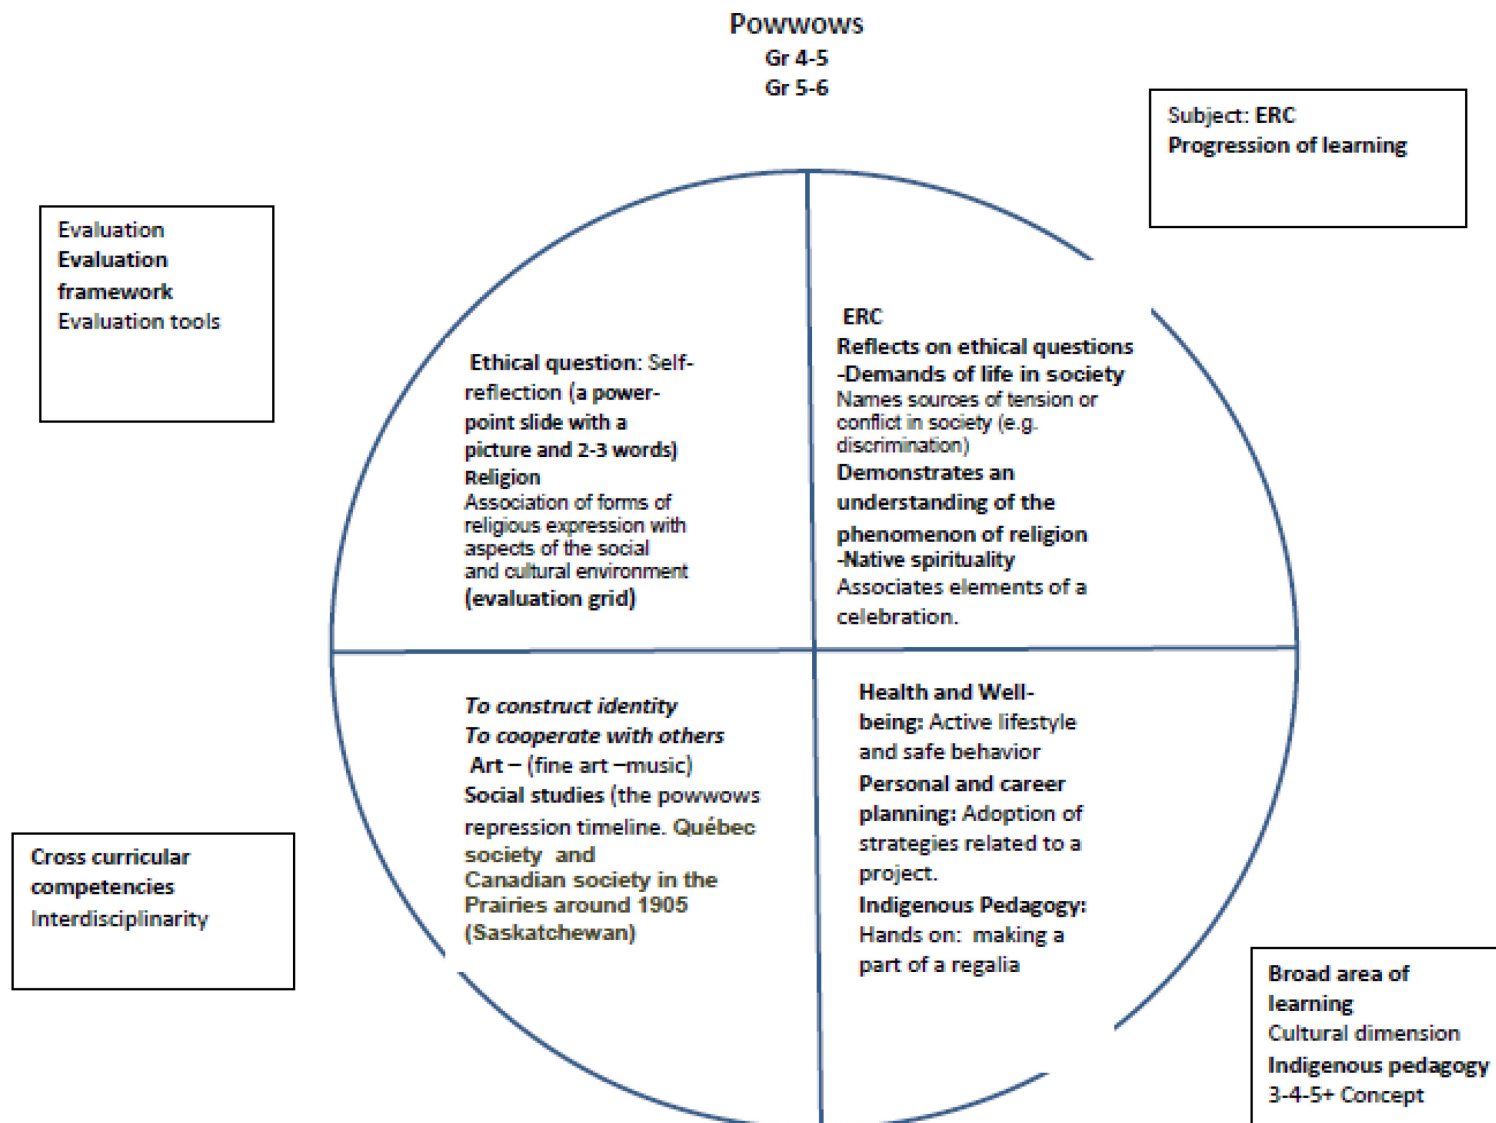 Powwows
Gr 4-5
Gr 5-6
Subject: ERC
Progression of learning
Evaluation
Evaluation
framework
Evaluation tools
Ethical question: Self-
reflection (a power-
point slide with a
picture and 2-3 words)
Religion
Association of forms of
religious expression with
aspects of the social
and cultural environment
(evaluation grid)
ERC
Reflects on ethical questions
-Demands of life in society
Names sources of tension or
conflict in society (e.g.
discrimination)
Demonstrates an
understanding of the
phenomenon of religion
-Native spirituality
Associates elements of a
celebration.
To construct identity
To cooperate with others
Art – (fine art –music)
Social studies (the powwows
repression timeline. Québec
society and
Canadian society in the
Prairies around 1905
(Saskatchewan)
Health and Well-
being: Active lifestyle
and safe behavior
Personal and career
planning: Adoption of
strategies related to a
project.
Indigenous Pedagogy:
Hands on: making a
part of a regalia
Cross curricular
competencies
Interdisciplinarity
Broad area of
learning
Cultural dimension
Indigenous pedagogy
3-4-5+ Concept